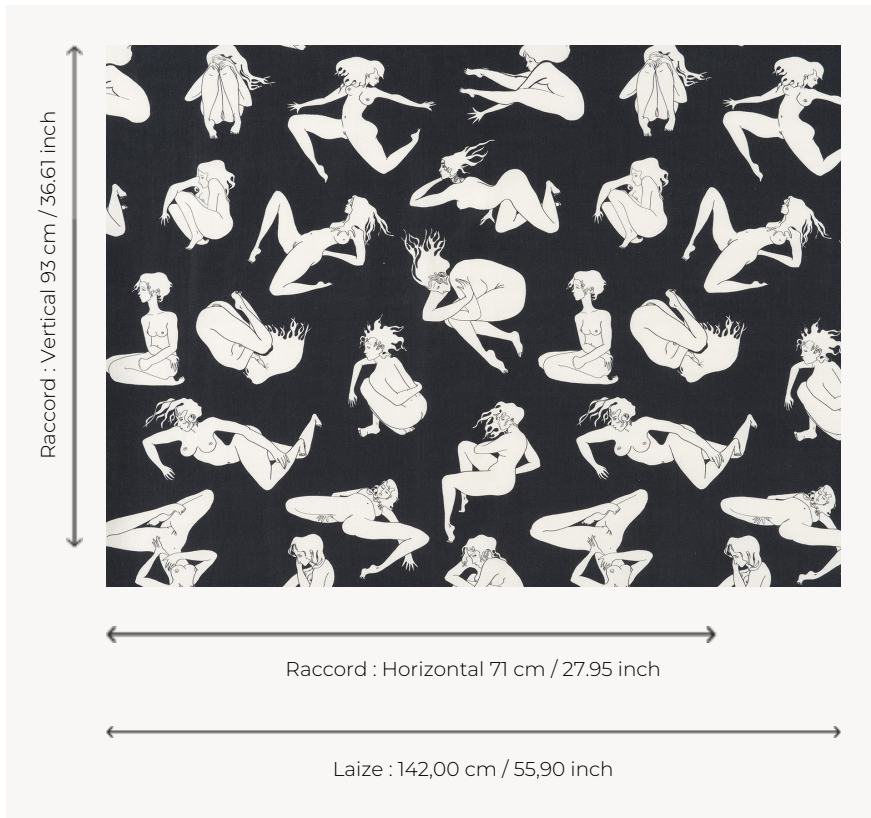 Raccord : Vertical 93 cm / 36.61 inch
Raccord : Horizontal 71 cm / 27.95 inch
Laize : 142,00 cm / 55,90 inch